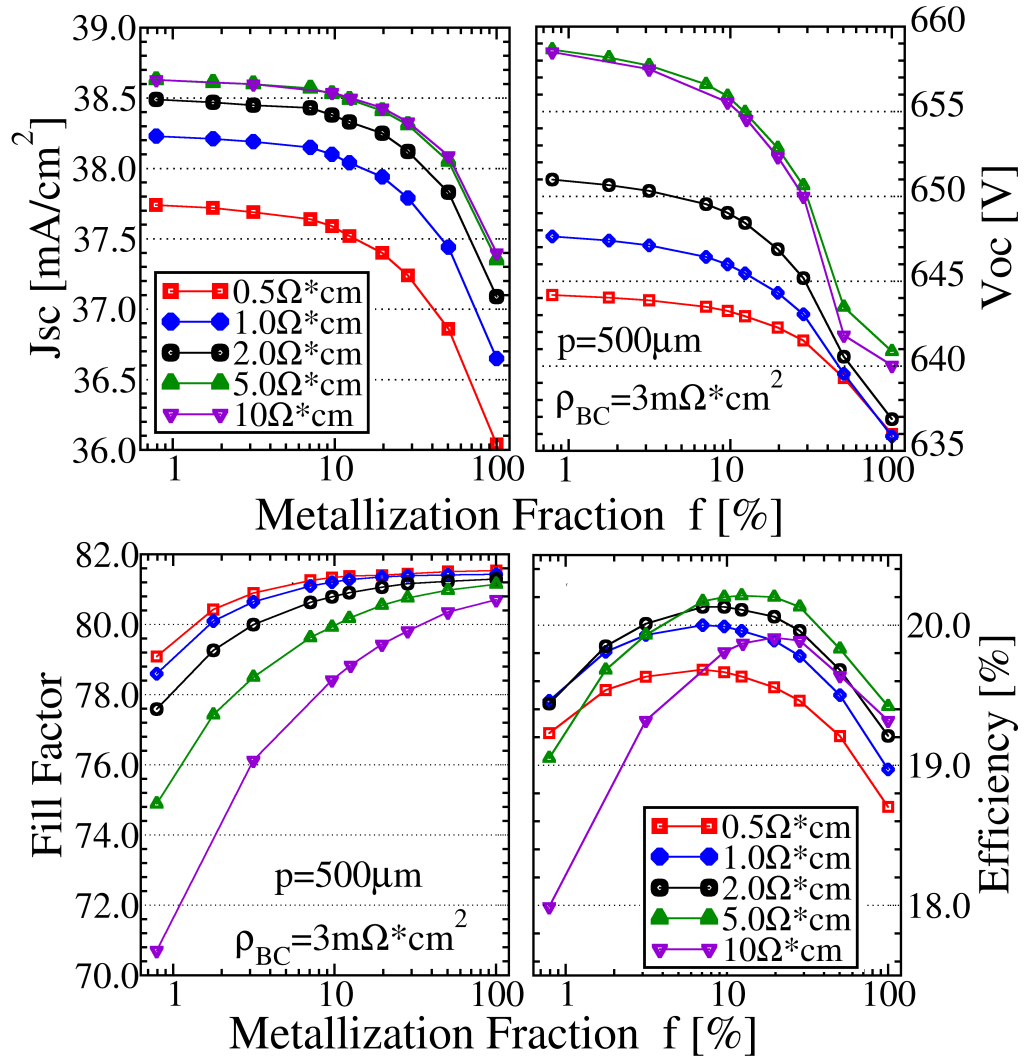 39.0
38.5
38.0
37.5
37.0
36.5
36.0
Jsc [mA/cm²]
0.5Ω*cm
1.0Ω*cm
2.0Ω*cm
5.0Ω*cm
10Ω*cm
1 10 100
660
655
650
645
640
635
Voc [V]
p=500μm
ρBC=3mΩ*cm²
1 10 100
Metallization Fraction f [%]
82.0
80.0
78.0
76.0
74.0
72.0
70.0
Fill Factor
p=500μm
ρBC=3mΩ*cm²
1 10 100
20.0
19.0
18.0
Efficiency [%]
0.5Ω*cm
1.0Ω*cm
2.0Ω*cm
5.0Ω*cm
10Ω*cm
1 10 100
Metallization Fraction f [%]